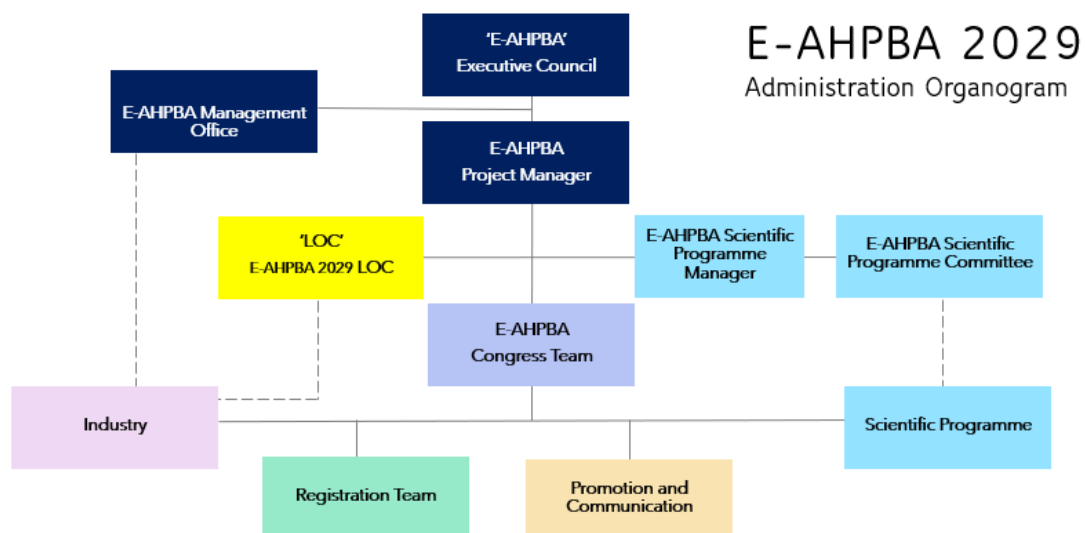 'E-AHPBA'
Executive Council
E-AHPBA 2029
Administration Organogram
E-AHPBA Management
Office
E-AHPBA
Project Manager
'LOC'
E-AHPBA 2029 LOC
E-AHPBA Scientific
Programme
Manager
E-AHPBA Scientific
Programme Committee
E-AHPBA
Congress Team
Industry
Scientific Programme
Registration Team
Promotion and
Communication